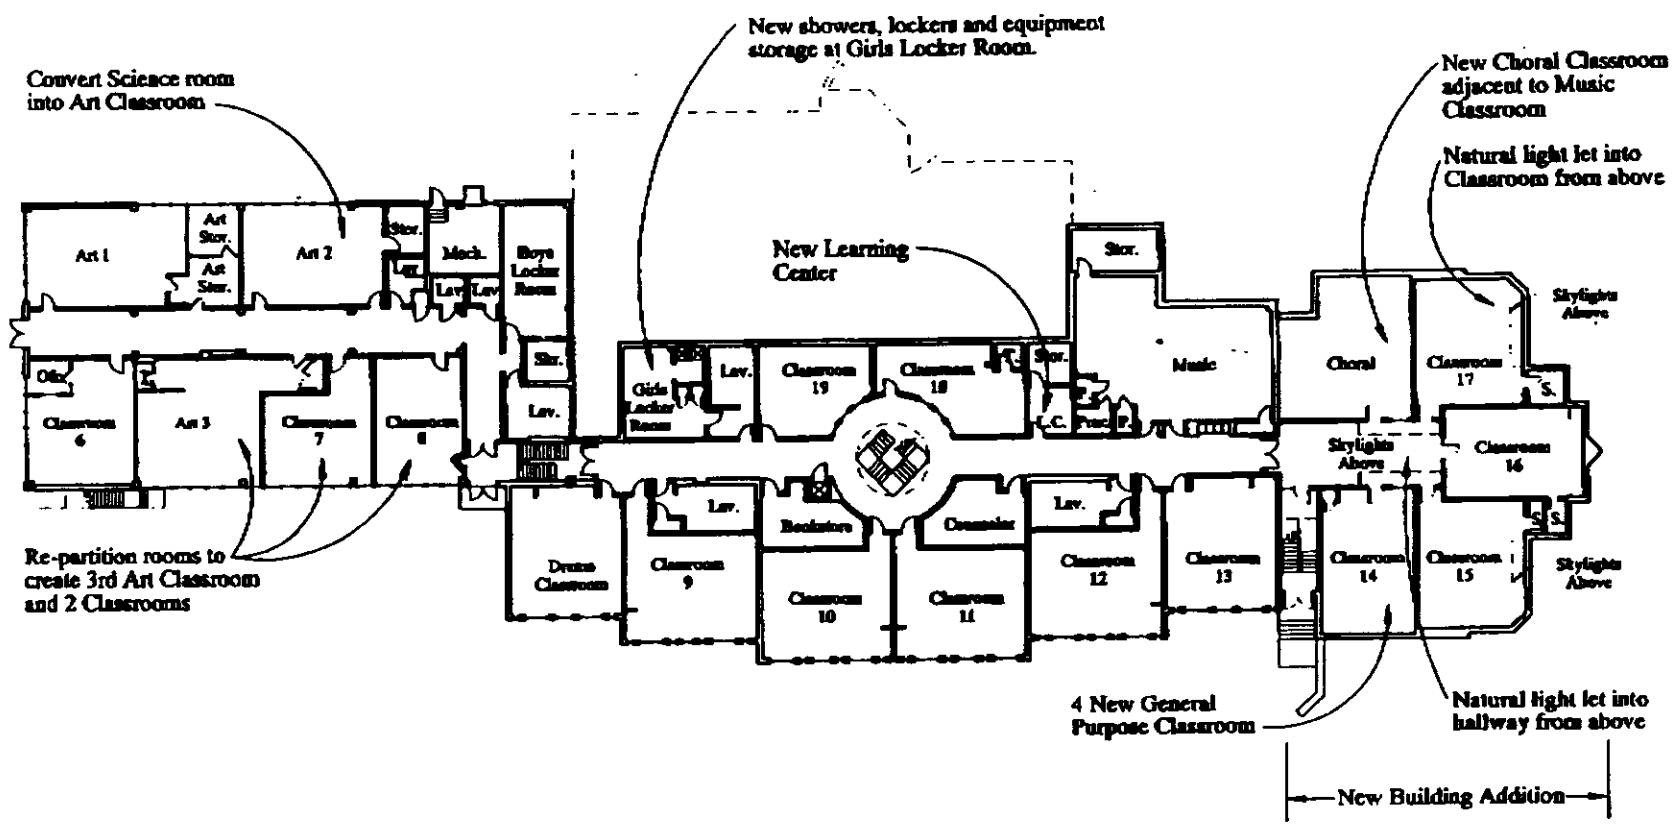 New showers, lockers and equipment
storage at Girls Locker Room.
Convert Science room
into Art Classroom
New Choral Classroom
adjacent to Music
Classroom
Natural light let into
Classroom from above
New Learning
Center
Art 1
Art
Stor.
Art
Stor.
Art 2
Stor.
Mech.
Lav.
Lav.
Boys
Locker
Room
Stor.
Skylights
Above
Choral
Classroom
17
S.
Music
Girls
Locker
Room
Lav.
Classroom
19
Classroom
18
Stor.
L.C.
P.
Str.
Lav.
Classroom
6
Art 3
Classroom
7
Classroom
8
Skylights
Above
Classroom
16
Lav.
Bookstore
Counselor
Lav.
S.
S.
Drama
Classroom
Classroom
9
Classroom
10
Classroom
11
Classroom
12
Classroom
13
Classroom
14
Classroom
15
Skylights
Above
Re-partition rooms to
create 3rd Art Classroom
and 2 Classrooms
4 New General
Purpose Classroom
Natural light let into
hallway from above
New Building Addition